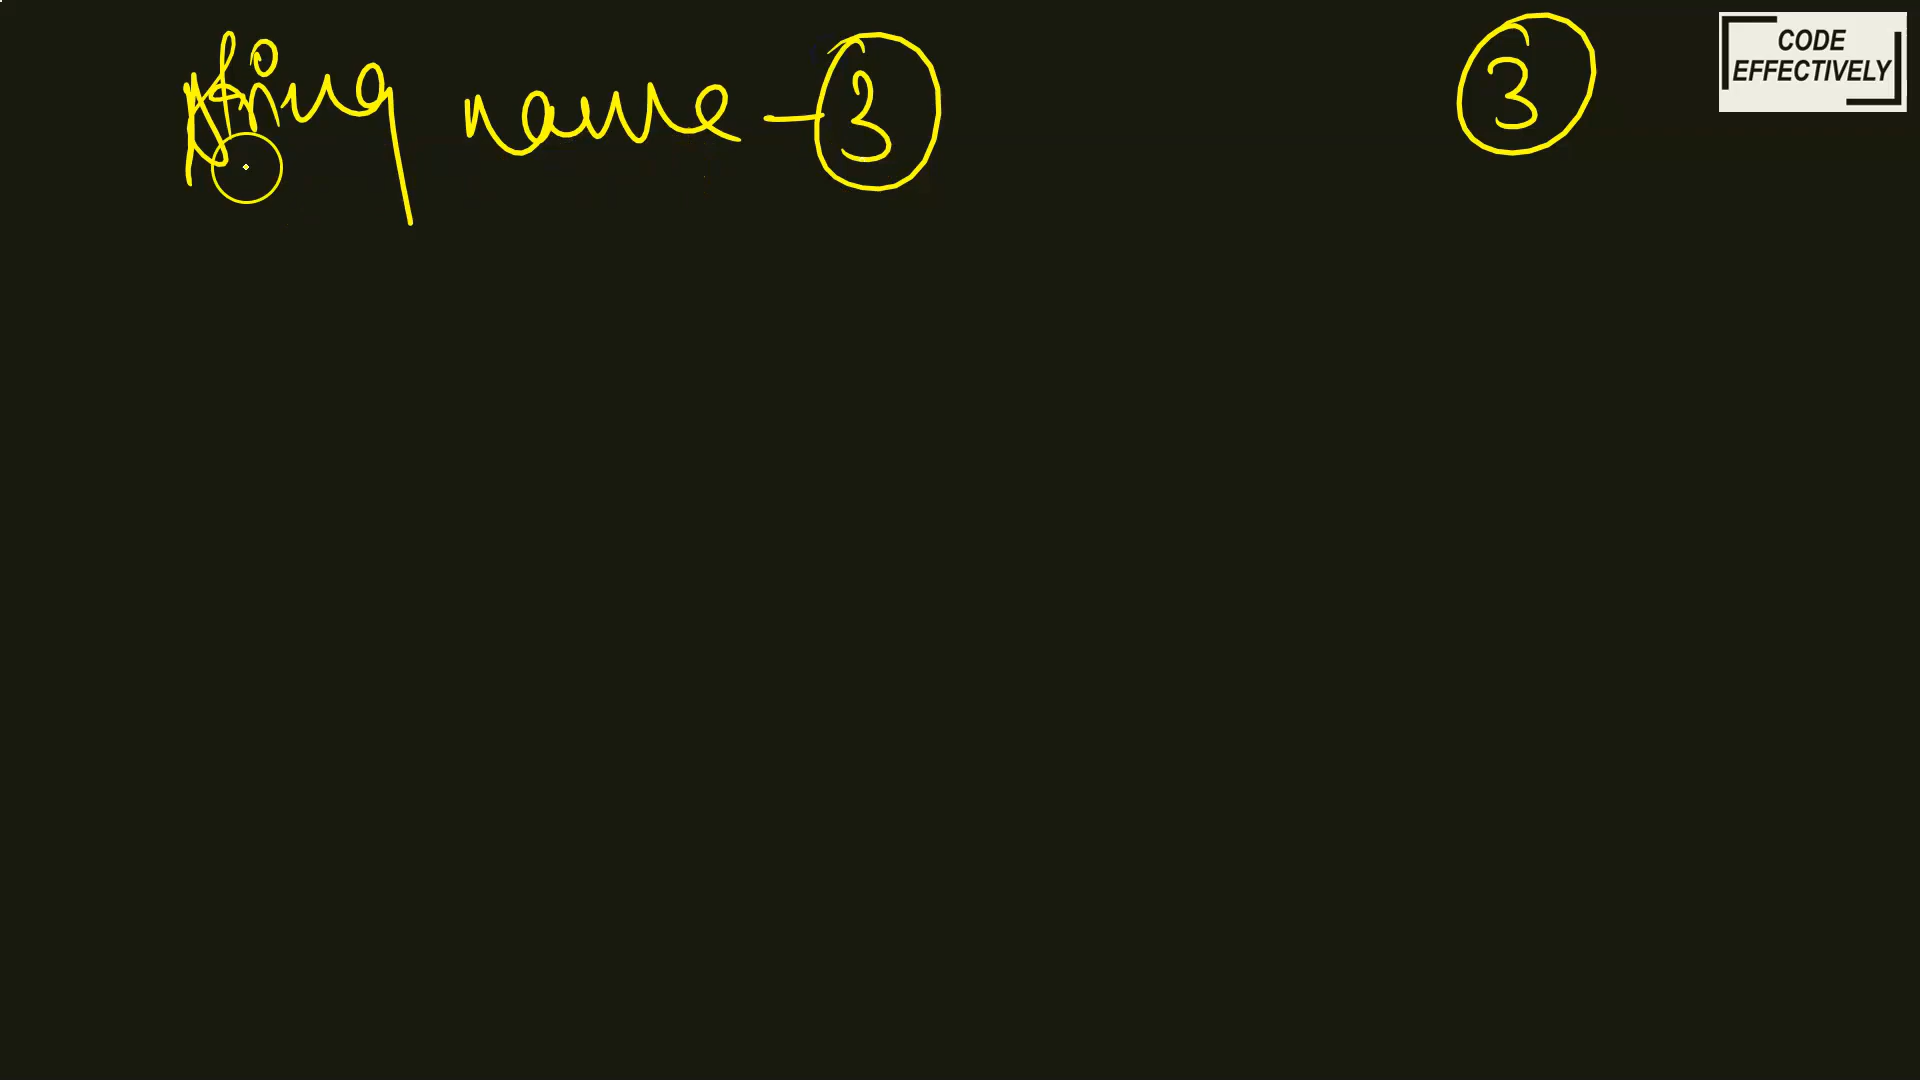 string name - 3
3
CODE
EFFECTIVELY